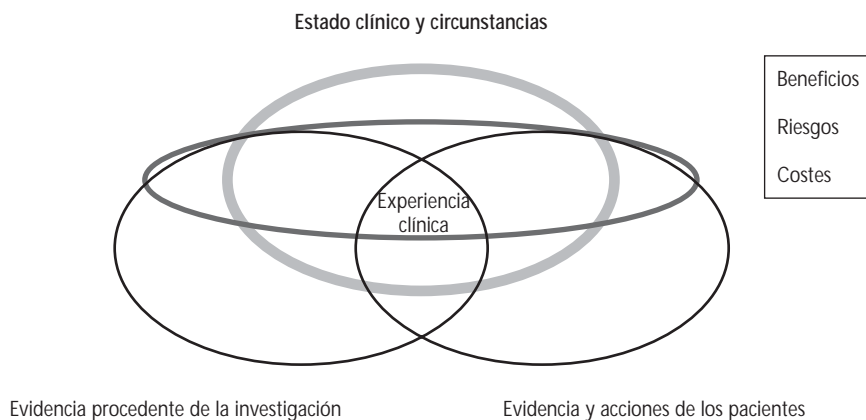 Estado clínico y circunstancias
Beneficios
Riesgos
Costes
Experiencia
clínica
Evidencia procedente de la investigación
Evidencia y acciones de los pacientes